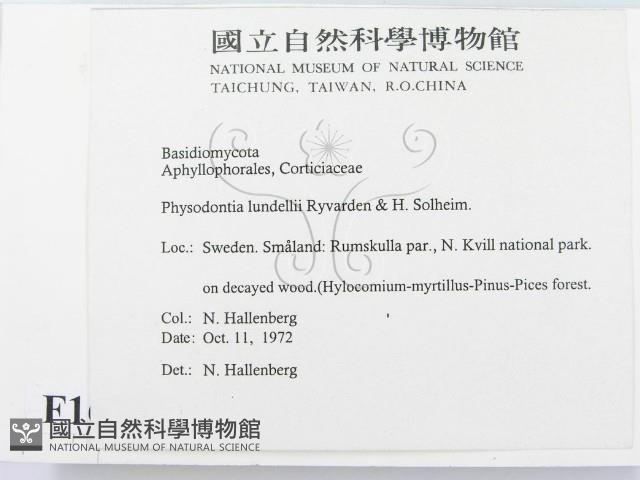 國立自然科學博物館
NATIONAL MUSEUM OF NATURAL SCIENCE
TAICHUNG, TAIWAN, R.O.CHINA
Basidiomycota
Aphyllophorales, Corticiaceae
Physodontia lundellii Ryvarden & H. Solheim.
Loc.: Sweden. Småland: Rumskulla par., N. Kvill national park.
on decayed wood.(Hylocomium-myrtillus-Pinus-Pices forest.
Col.: N. Hallenberg
Date: Oct. 11, 1972
Det.: N. Hallenberg
國立自然科學博物館
NATIONAL MUSEUM OF NATURAL SCIENCE